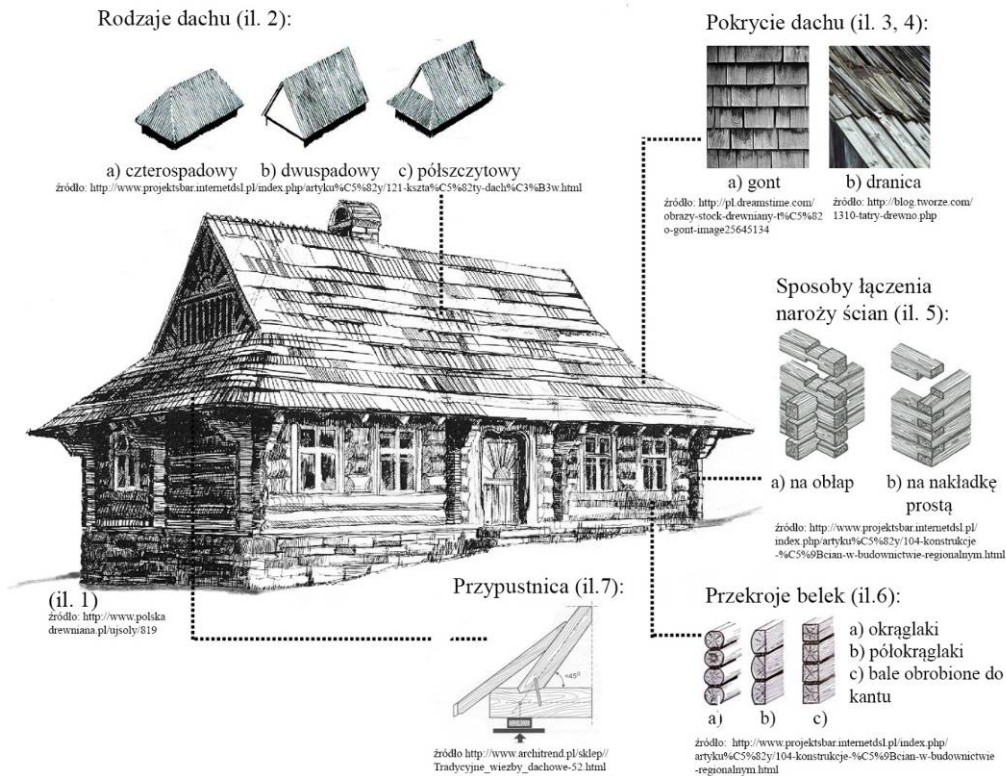 Rodzaje dachu (il. 2):
a) czterospadowy
b) dwuspadowy
c) półszczytowy
źródło: http://www.projektsbar.internetdsl.pl/index.php/artyku%C5%82y/121-kszta%C5%82ty-dach%C3%B3w.html
Pokrycie dachu (il. 3, 4):
a) gont
b) dranica
źródło: http://pl.dreamstime.com/
obrazy-stock-drewniany-t%C5%82
o-gont-image25645134
źródło: http://blog.tworze.com/
1310-tatry-drewno.php
Sposoby łączenia
naroży ścian (il. 5):
a) na obłap
b) na nakładkę
prostą
źródło: http://www.projektsbar.internetdsl.pl/
index.php/artyku%C5%82y/104-konstrukcje
-%C5%9Bcian-w-budownictwie-regionalnym.html
(il. 1)
źródło: http://www.polska
drewniana.pl/ujsoly/819
Przypustnica (il.7):
<45°
źródło http://www.architrend.pl/sklep//
Tradycyjne_wiezby_dachowe-52.html
Przekroje belek (il.6):
a) okrąglaki
b) półokrąglaki
c) bale obrobione do
kantu
a)
b)
c)
źródło: http://www.projektsbar.internetdsl.pl/index.php/
artyku%C5%82y/104-konstrukcje-%C5%9Bcian-w-budownictwie
-regionalnym.html